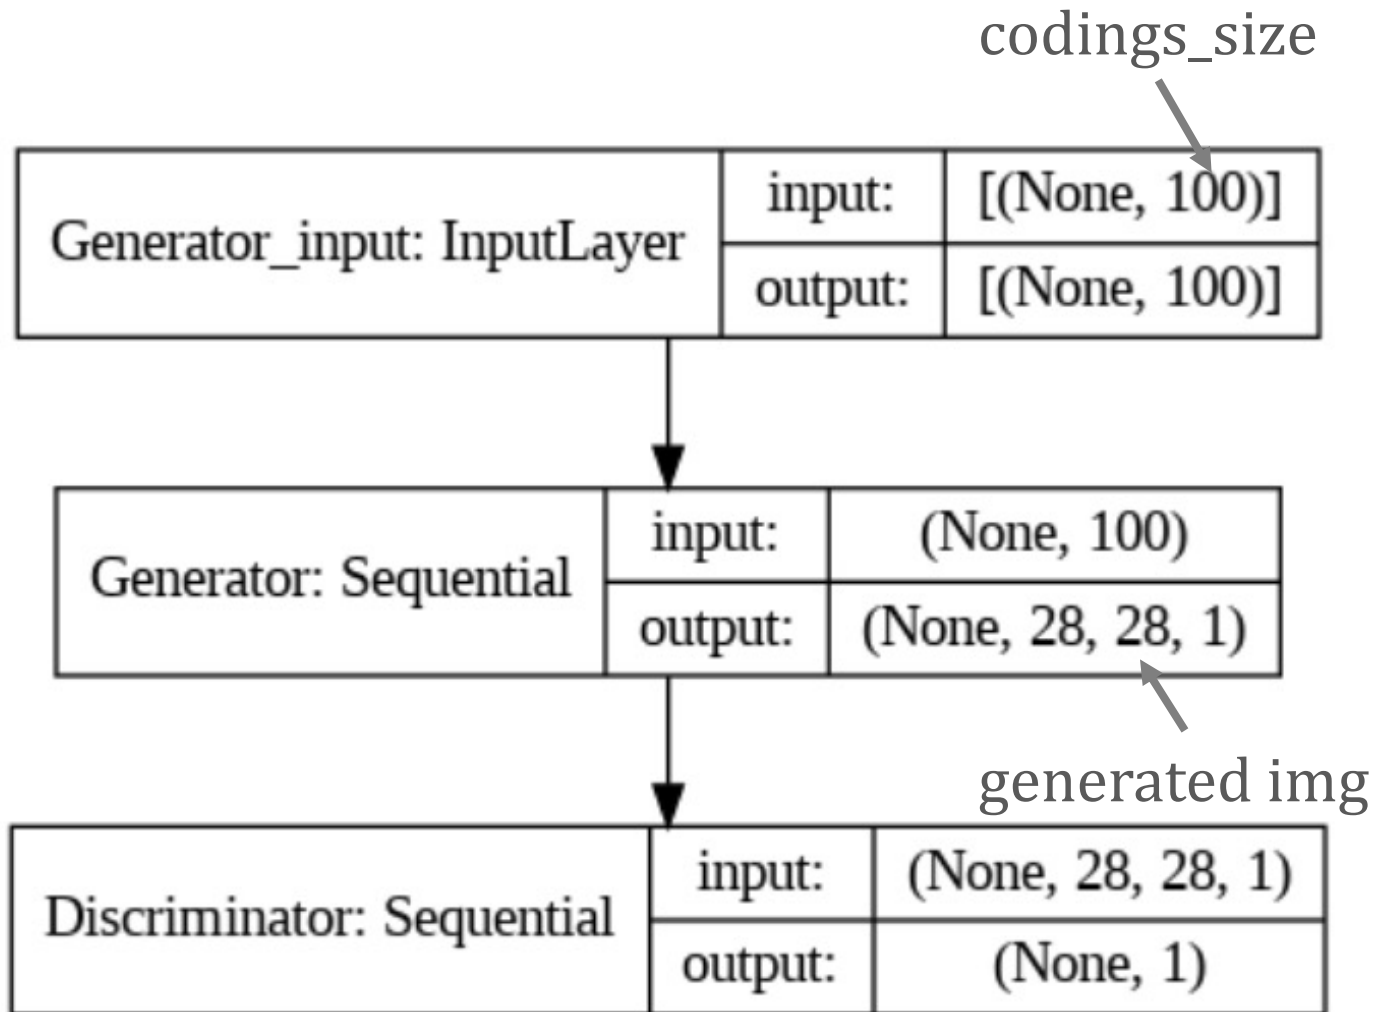 codings_size
Generator_input: InputLayer
input:
[(None, 100)]
output:
[(None, 100)]
Generator: Sequential
input:
(None, 100)
output:
(None, 28, 28, 1)
generated img
Discriminator: Sequential
input:
(None, 28, 28, 1)
output:
(None, 1)